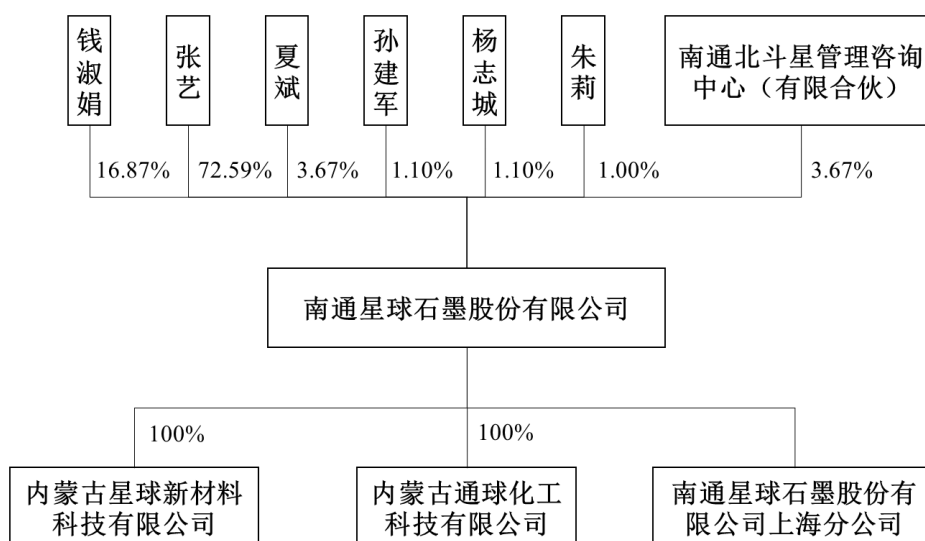 钱淑娟
张艺
夏斌
孙建军
杨志城
朱莉
南通北斗星管理咨询
中心（有限合伙）
16.87%
72.59%
3.67%
1.10%
1.10%
1.00%
3.67%
南通星球石墨股份有限公司
100%
100%
内蒙古星球新材料
科技有限公司
内蒙古通球化工
科技有限公司
南通星球石墨股份有
限公司上海分公司